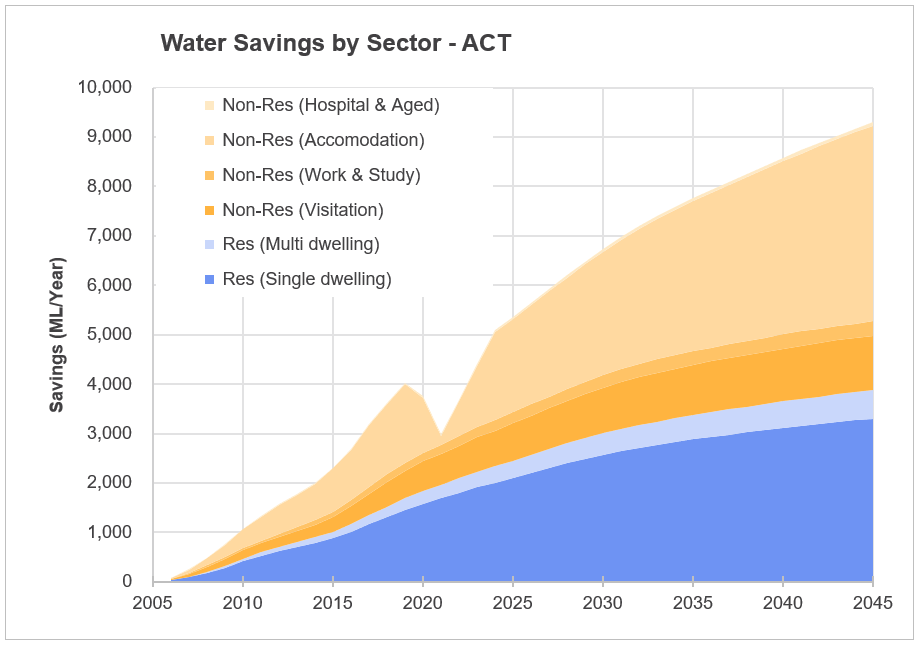 Water Savings by Sector - ACT
Savings (ML/Year)
10,000
9,000
8,000
7,000
6,000
5,000
4,000
3,000
2,000
1,000
0
Non-Res (Hospital & Aged)
Non-Res (Accomodation)
Non-Res (Work & Study)
Non-Res (Visitation)
Res (Multi dwelling)
Res (Single dwelling)
2005 2010 2015 2020 2025 2030 2035 2040 2045